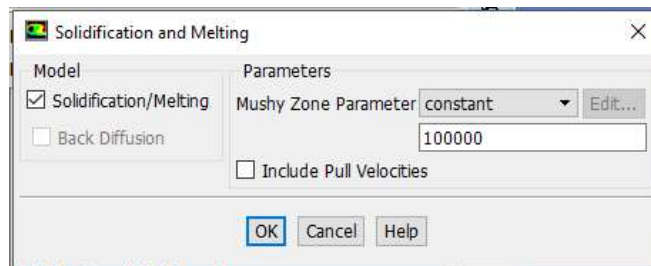 Solidification and Melting
Model
Solidification/Melting
Back Diffusion
Parameters
Mushy Zone Parameter constant Edit...
100000
Include Pull Velocities
OK Cancel Help